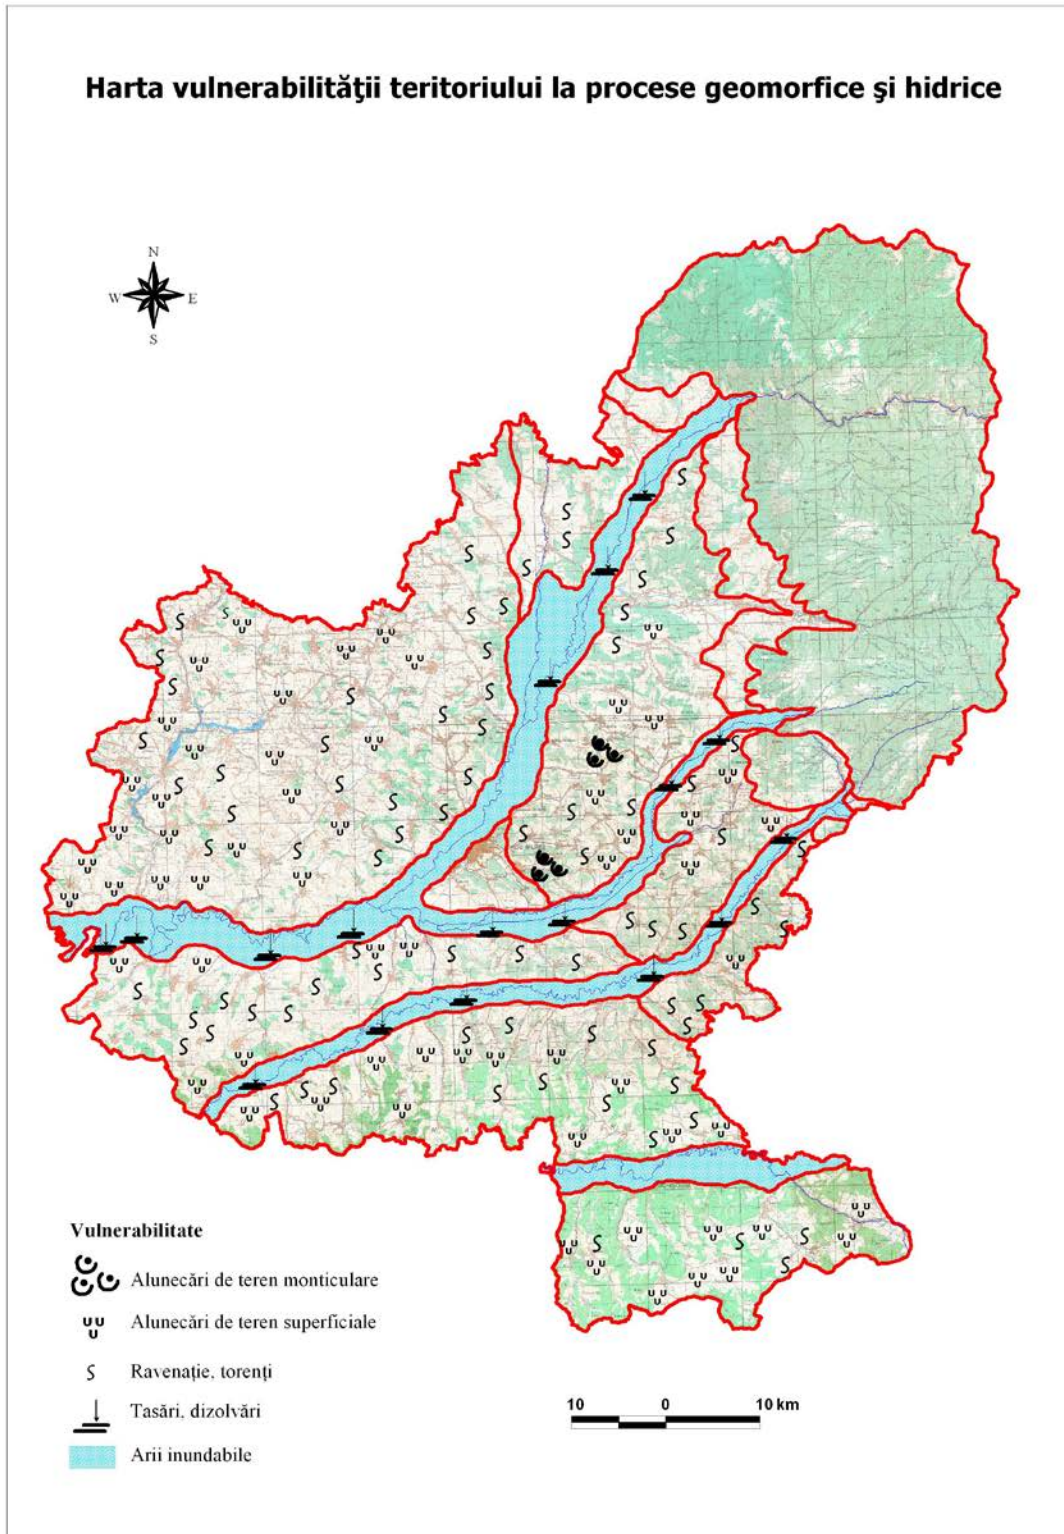 Harta vulnerabilităţii teritoriului la procese geomorfice şi hidrice
N
W E
S
Vulnerabilitate
Alunecări de teren monticulare
Alunecări de teren superficiale
Ravenaţie, torenţi
Tasări, dizolvări
Arii inundabile
10 0 10 km